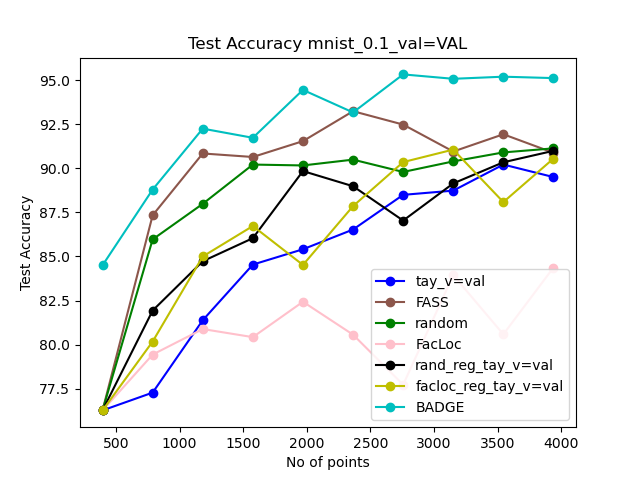 Test Accuracy mnist_0.1_val=VAL
Test Accuracy
95.0
92.5
90.0
87.5
85.0
82.5
80.0
77.5
tay_v=val
FASS
random
FacLoc
rand_reg_tay_v=val
facloc_reg_tay_v=val
BADGE
500 1000 1500 2000 2500 3000 3500 4000
No of points